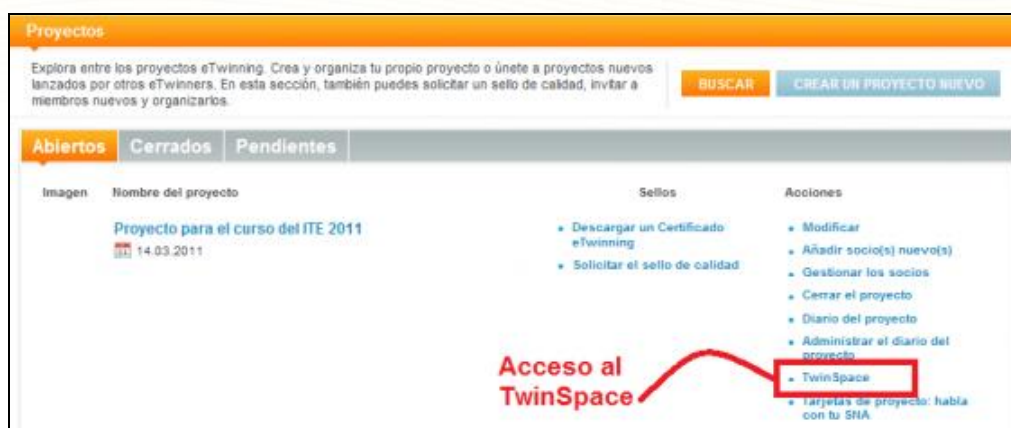 Proyectos
Explora entre los proyectos eTwinning. Crea y organiza tu propio proyecto o únete a proyectos nuevos
lanzados por otros eTwinners. En esta sección, también puedes solicitar un sello de calidad, invitar a
miembros nuevos y organizarlos.
BUSCAR
CREAR UN PROYECTO NUEVO
Abiertos Cerrados Pendientes
Imagen Nombre del proyecto Sellos Acciones
Proyecto para el curso del ITE 2011
14.03.2011
Descargar un Certificado
eTwinning
Solicitar el sello de calidad
Modificar
Añadir socio(s) nuevo(s)
Gestionar los socios
Cerrar el proyecto
Diario del proyecto
Administrar el diario del
proyecto
TwinSpace
Tarjetas de proyecto: habla
con tu SNA
Acceso al
TwinSpace